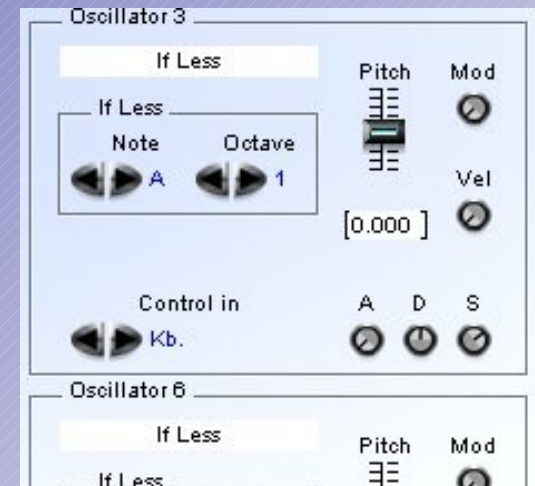 Oscillator 3
If Less
Pitch Mod
If Less
Note Octave
A 1
Vel
[0.000 ]
Control in A D S
Kb.
Oscillator 6
If Less
Pitch Mod
If Less